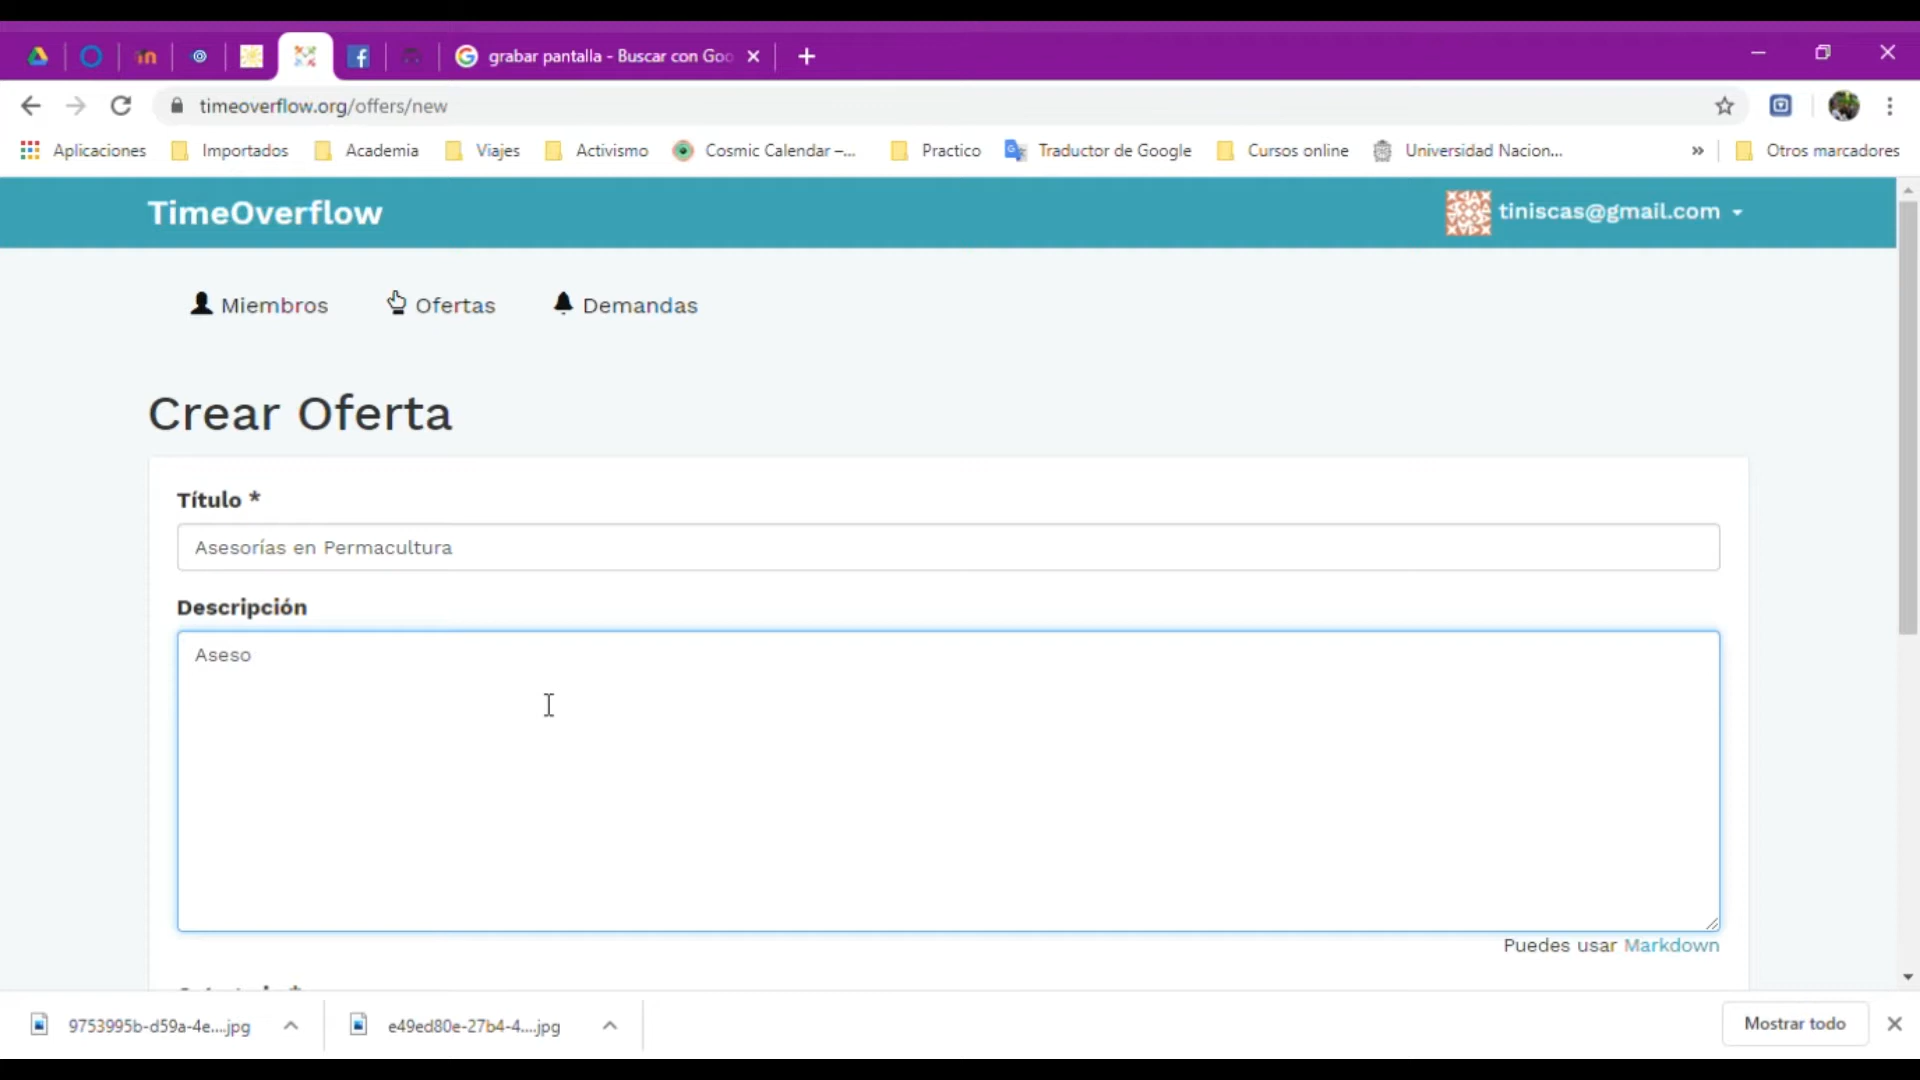 grabar pantalla - Buscar con Goo
timeoverflow.org/offers/new
Aplicaciones Importados Academia Viajes Activismo Cosmic Calendar –... Practico Traductor de Google Cursos online Universidad Nacion... » Otros marcadores
TimeOverflow tiniscas@gmail.com
Miembros Ofertas Demandas
Crear Oferta
Título *
Asesorías en Permacultura
Descripción
Aseso
Puedes usar Markdown
9753995b-d59a-4e....jpg e49ed80e-27b4-4....jpg Mostrar todo